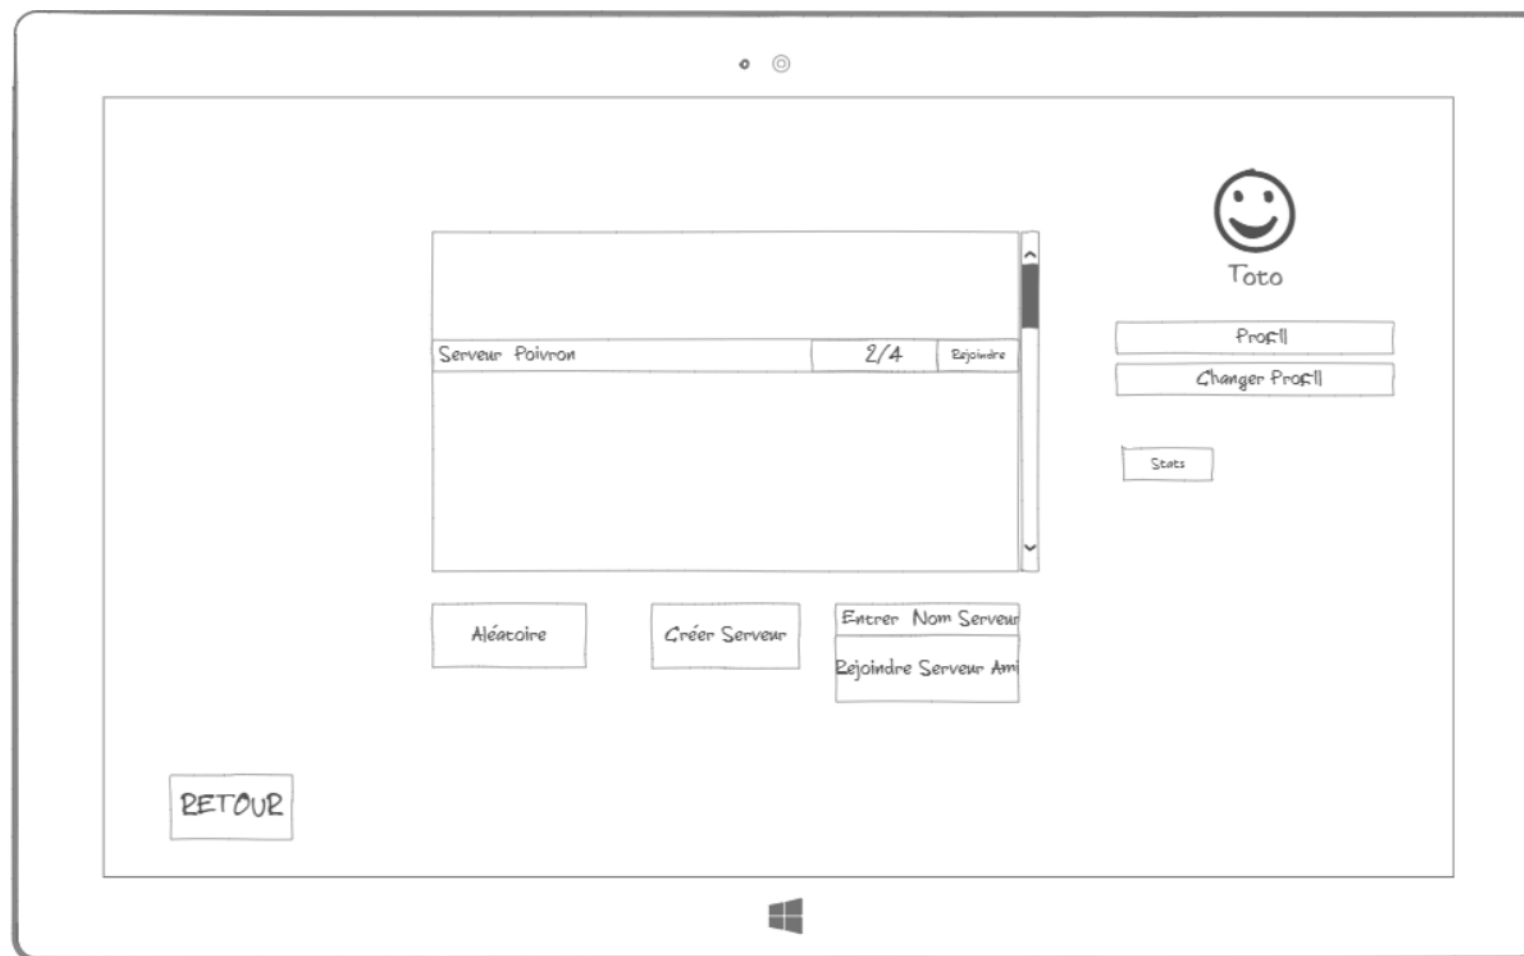 Toto
Profil
Serveur Poivron 2/4 Rejoindre
Changer Profil
Stats
Aléatoire
Créer Serveur
Entrer Nom Serveur
Rejoindre Serveur Ami
RETOUR